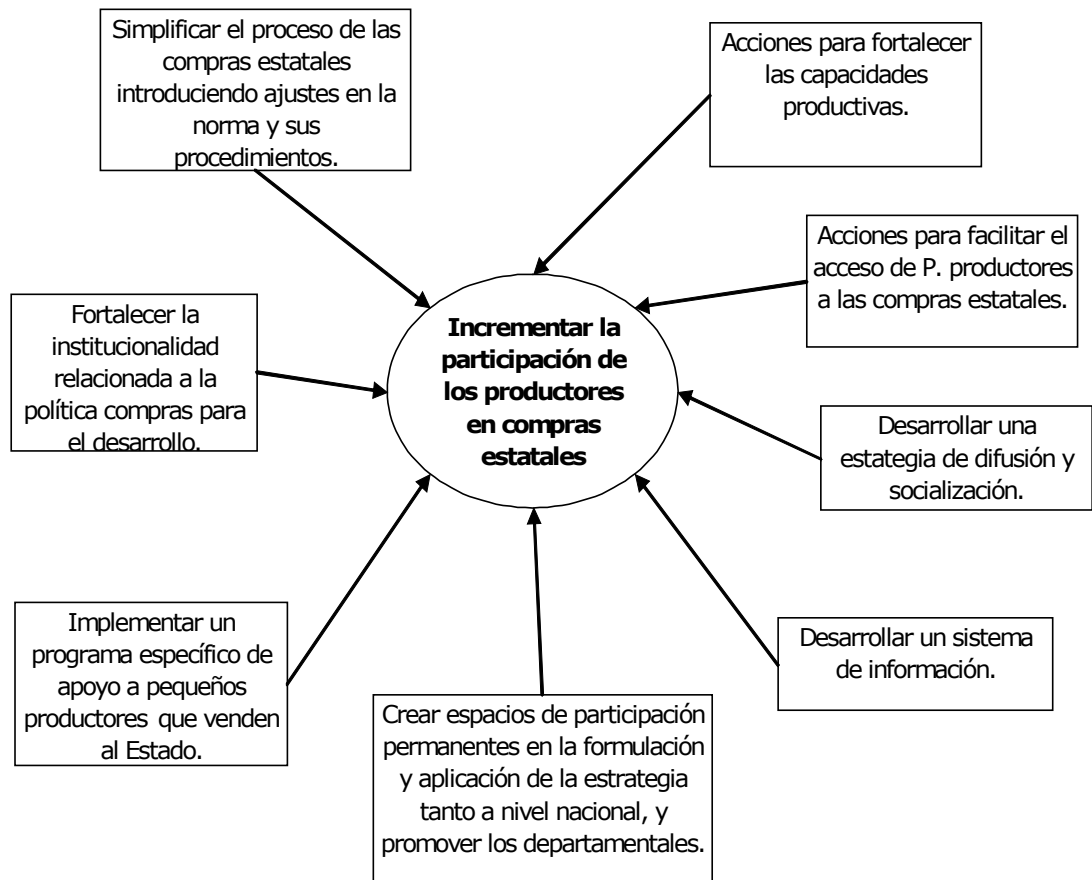 Simplificar el proceso de las
compras estatales
introduciendo ajustes en la
norma y sus
procedimientos.
Acciones para fortalecer
las capacidades
productivas.
Acciones para facilitar el
acceso de P. productores
a las compras estatales.
Fortalecer la
institucionalidad
relacionada a la
política compras para
el desarrollo.
Incrementar la
participación de
los productores
en compras
estatales
Desarrollar una
estategia de difusión y
socialización.
Implementar un
programa específico de
apoyo a pequeños
productores que venden
al Estado.
Crear espacios de participación
permanentes en la formulación
y aplicación de la estrategia
tanto a nivel nacional, y
promover los departamentales.
Desarrollar un sistema
de información.